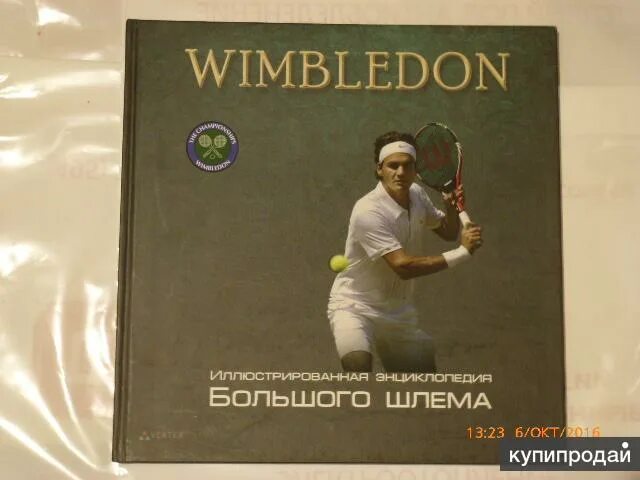 WIMBLEDON
THE CHAMPIONSHIPS
WIMBLEDON
ИЛЛЮСТРИРОВАННАЯ ЭНЦИКЛОПЕДИЯ
БОЛЬШОГО ШЛЕМА
13:23 6/ОКТ/2016
купипродай